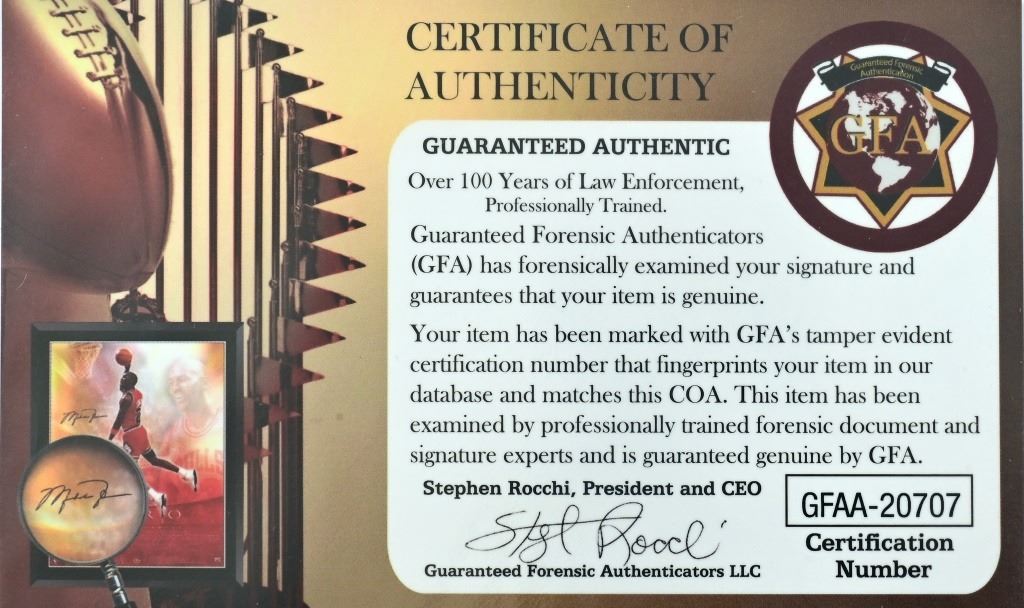 CERTIFICATE OF
AUTHENTICITY
Guaranteed Forensic
Authentication
GFA
GUARANTEED AUTHENTIC
Over 100 Years of Law Enforcement,
Professionally Trained.
Guaranteed Forensic Authenticators
(GFA) has forensically examined your signature and
guarantees that your item is genuine.
Your item has been marked with GFA's tamper evident
certification number that fingerprints your item in our
database and matches this COA. This item has been
examined by professionally trained forensic document and
signature experts and is guaranteed genuine by GFA.
Stephen Rocchi, President and CEO
Guaranteed Forensic Authenticators LLC
GFAA-20707
Certification
Number